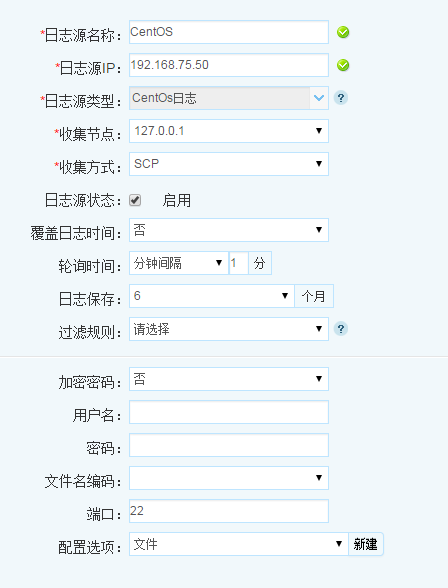 *日志源名称： CentOS
*日志源IP： 192.168.75.50
*日志源类型： CentOs日志 ?
*收集节点： 127.0.0.1
*收集方式： SCP
日志源状态： 启用
覆盖日志时间： 否
轮询时间： 分钟间隔 1 分
日志保存： 6 个月
过滤规则： 请选择 ?
加密密码： 否
用户名：
密码：
文件名编码：
端口： 22
配置选项： 文件 新建